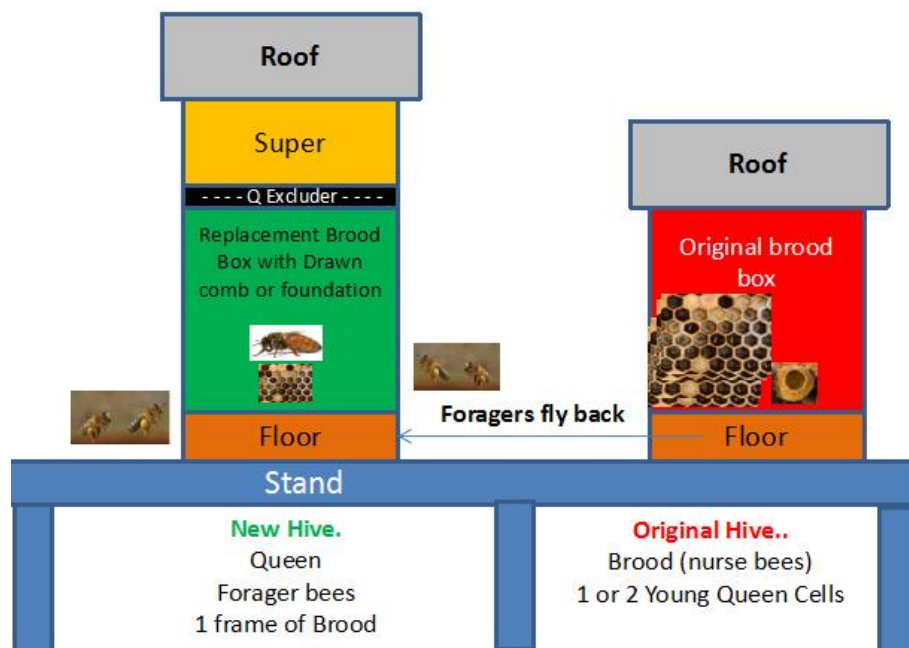 Roof
Super
- - - - Q Excluder - - - -
Replacement Brood
Box with Drawn
comb or foundation
Floor
Roof
Original brood
box
Foragers fly back
Floor
Stand
New Hive.
Queen
Forager bees
1 frame of Brood
Original Hive..
Brood (nurse bees)
1 or 2 Young Queen Cells